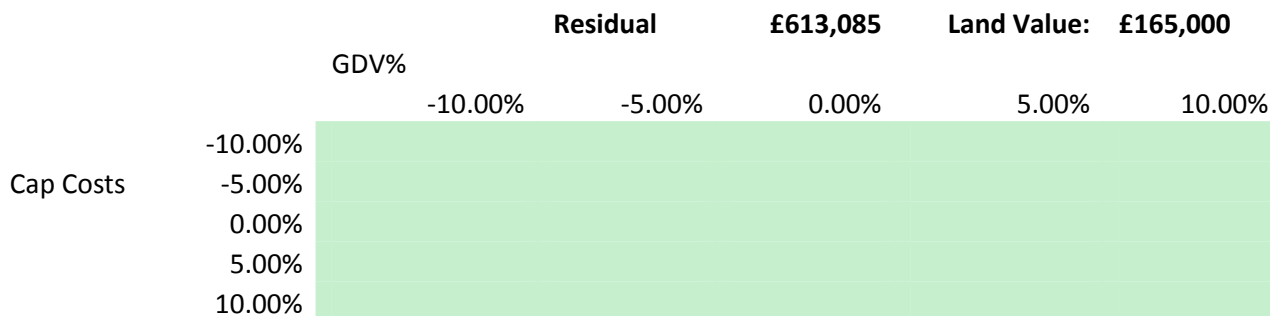 Residual £613,085 Land Value: £165,000
GDV%
-10.00% -5.00% 0.00% 5.00% 10.00%
-10.00%
Cap Costs -5.00%
0.00%
5.00%
10.00%